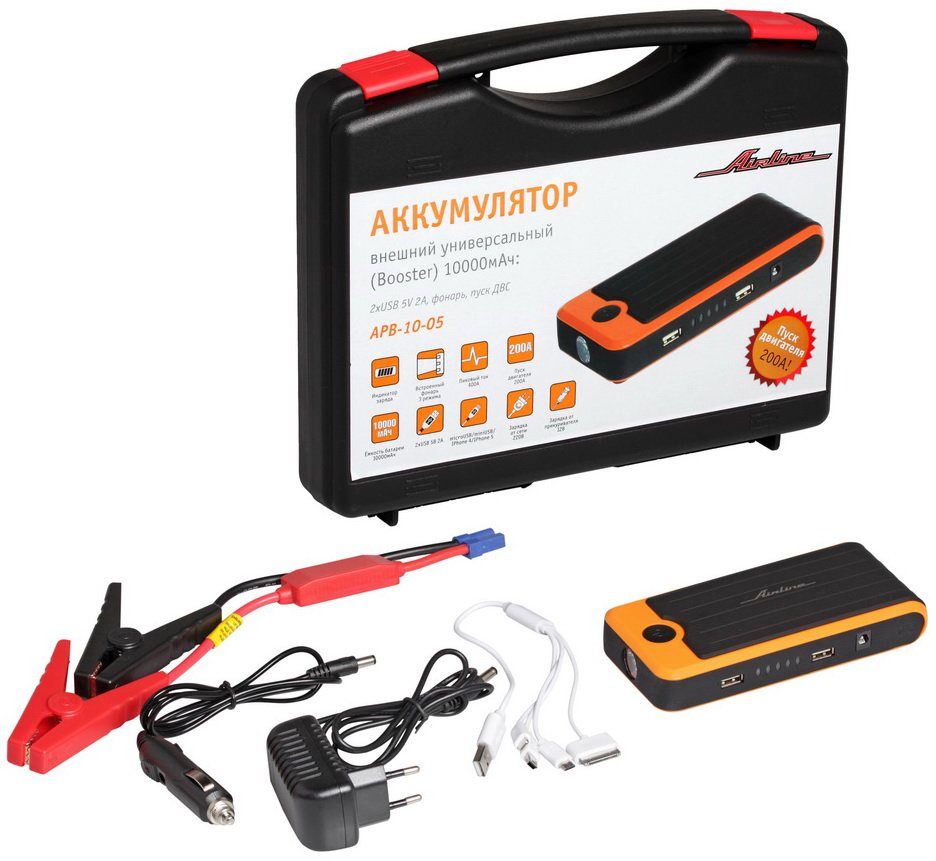 Airline
АККУМУЛЯТОР
внешний универсальный
(Booster) 10000мАч:
2xUSB 5V 2A, фонарь, пуск ДВС
APB-10-05
Пуск
двигателя
200А!
200А
Индикатор
заряда
Встроенный
фонарь
3 режима
Пиковый ток
400А
Пуск
двигателя
200А
10000
мАч
Емкость батареи
10000мАч
2xUSB 5В 2А
microUSB/miniUSB/
IPhone 4/IPhone 5
Зарядка
от сети
220В
Зарядка от
прикуривателя
12В
Airline